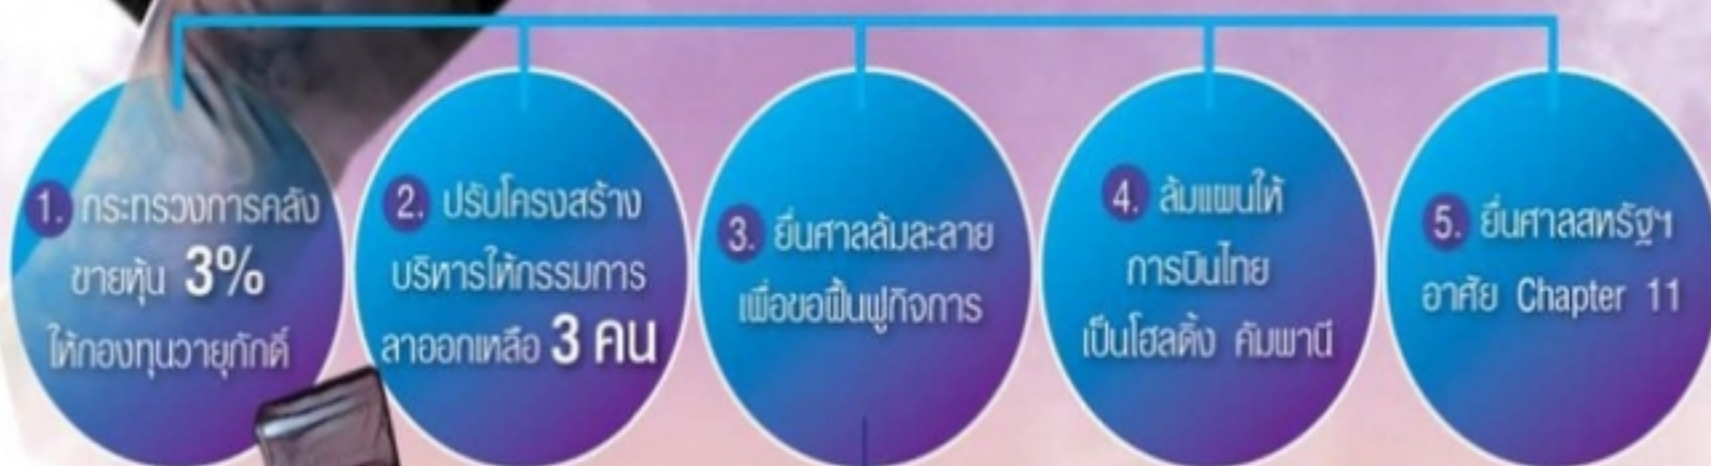 1. กระทรวงการคลัง
ขายหุ้น 3%
ให้กองทุนวายุภักดิ์
2. ปรับโครงสร้าง
บริหารให้กรรมการ
ลาออกเหลือ 3 คน
3. ยื่นศาลล้มละลาย
เพื่อขอฟื้นฟูกิจการ
4. ล้มแผนให้
การบินไทย
เป็นโฮลดิ้ง คัมพานี
5. ยื่นศาลสหรัฐฯ
อาศัย Chapter 11